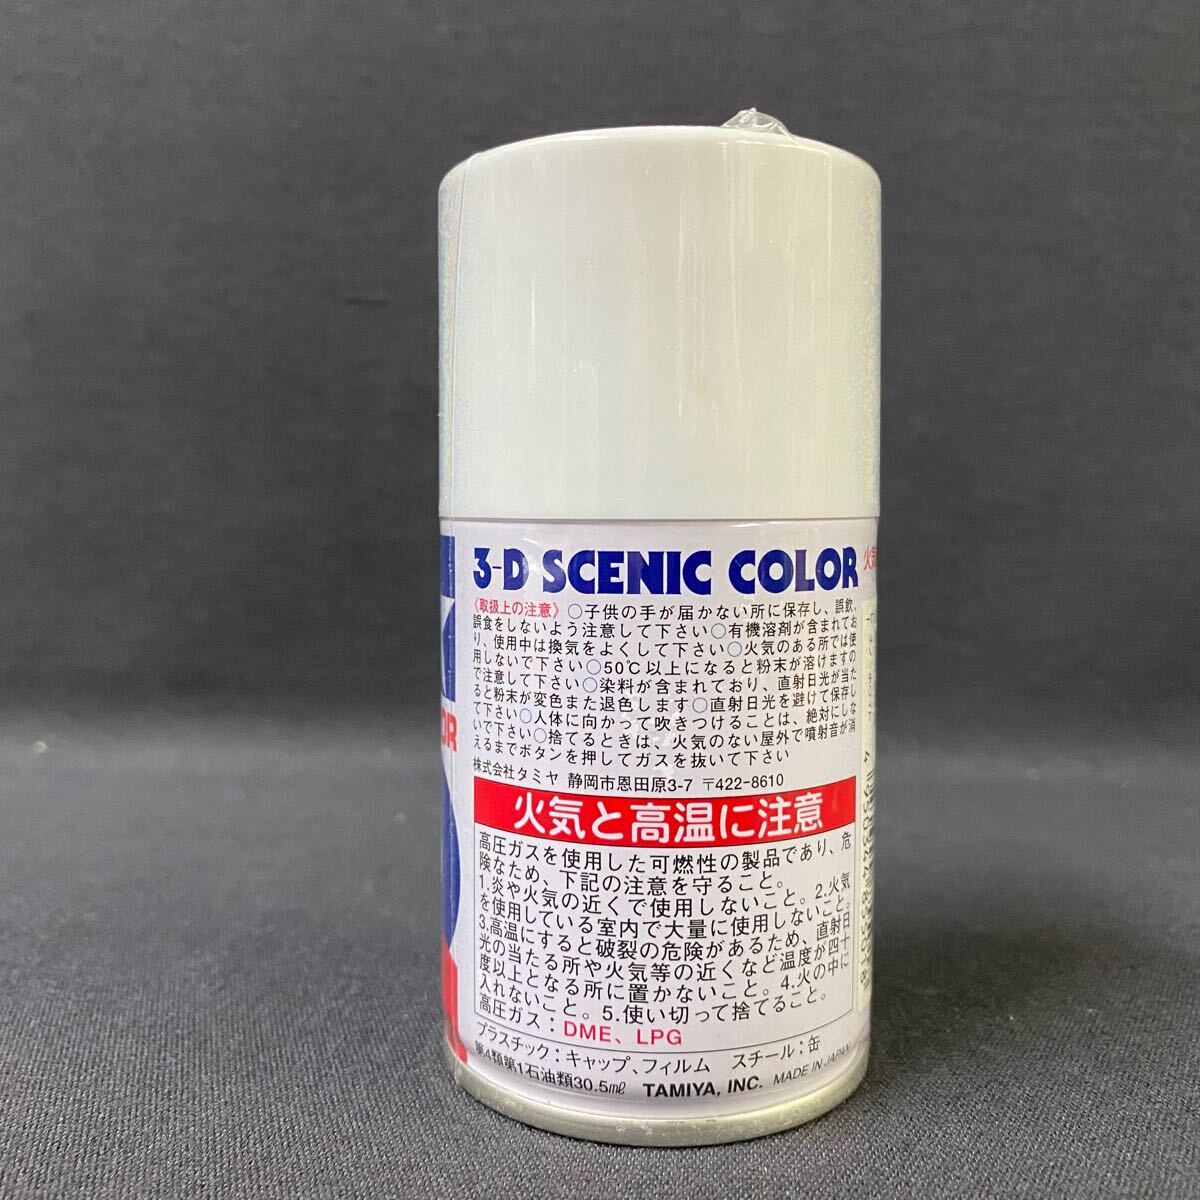 3-D SCENIC COLOR
《取扱上の注意》○子供の手が届かない所に保存し、誤飲、
誤食をしないよう注意して下さい○有機溶剤が含まれてお
り、使用中は換気をよくして下さい○火気のある所では使
用しないで下さい○50℃以上になると粉末が溶けますの
で注意して下さい○染料が含まれており、直射日光が当た
ると粉末が変色また退色します○直射日光を避けて保存し
て下さい○人体に向かって吹きつけることは、絶対にしな
いで下さい○捨てるときは、火気のない屋外で噴射音が消
えるまでボタンを押してガスを抜いて下さい
株式会社タミヤ 静岡市恩田原3-7 〒422-8610
火気と高温に注意
高圧ガスを使用した可燃性の製品であり、危
険なため、下記の注意を守ること。
1.炎や火気の近くで使用しないこと。2.火気
を使用している室内で大量に使用しないこと。
3.高温にすると破裂の危険があるため、直射日
光の当たる所や火気等の近くなど温度が四十
度以上となる所に置かないこと。4.火の中に
入れないこと。5.使い切って捨てること。
高圧ガス：DME、LPG
プラスチック：キャップ、フィルム スチール：缶
第4類第1石油類30.5㎖ TAMIYA, INC. MADE IN JAPAN
OR
火気